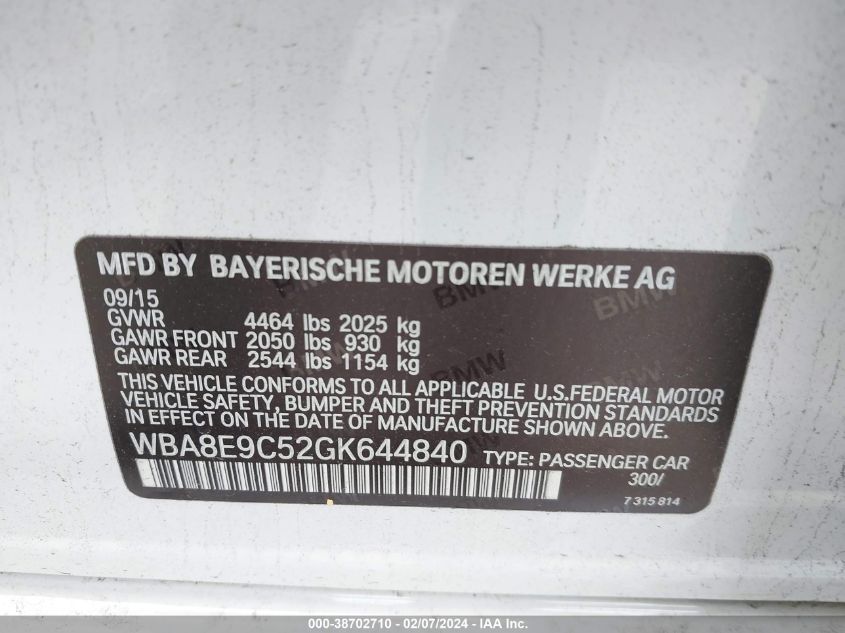 MFD BY BAYERISCHE MOTOREN WERKE AG
09/15
GVWR 4464 lbs 2025 kg
GAWR FRONT 2050 lbs 930 kg
GAWR REAR 2544 lbs 1154 kg
THIS VEHICLE CONFORMS TO ALL APPLICABLE U.S.FEDERAL MOTOR
VEHICLE SAFETY, BUMPER AND THEFT PREVENTION STANDARDS
IN EFFECT ON THE DATE OF MANUFACTURE SHOWN ABOVE.
WBA8E9C52GK644840 TYPE: PASSENGER CAR
300/
7 315 814
000-38702710 - 02/07/2024 - IAA Inc.